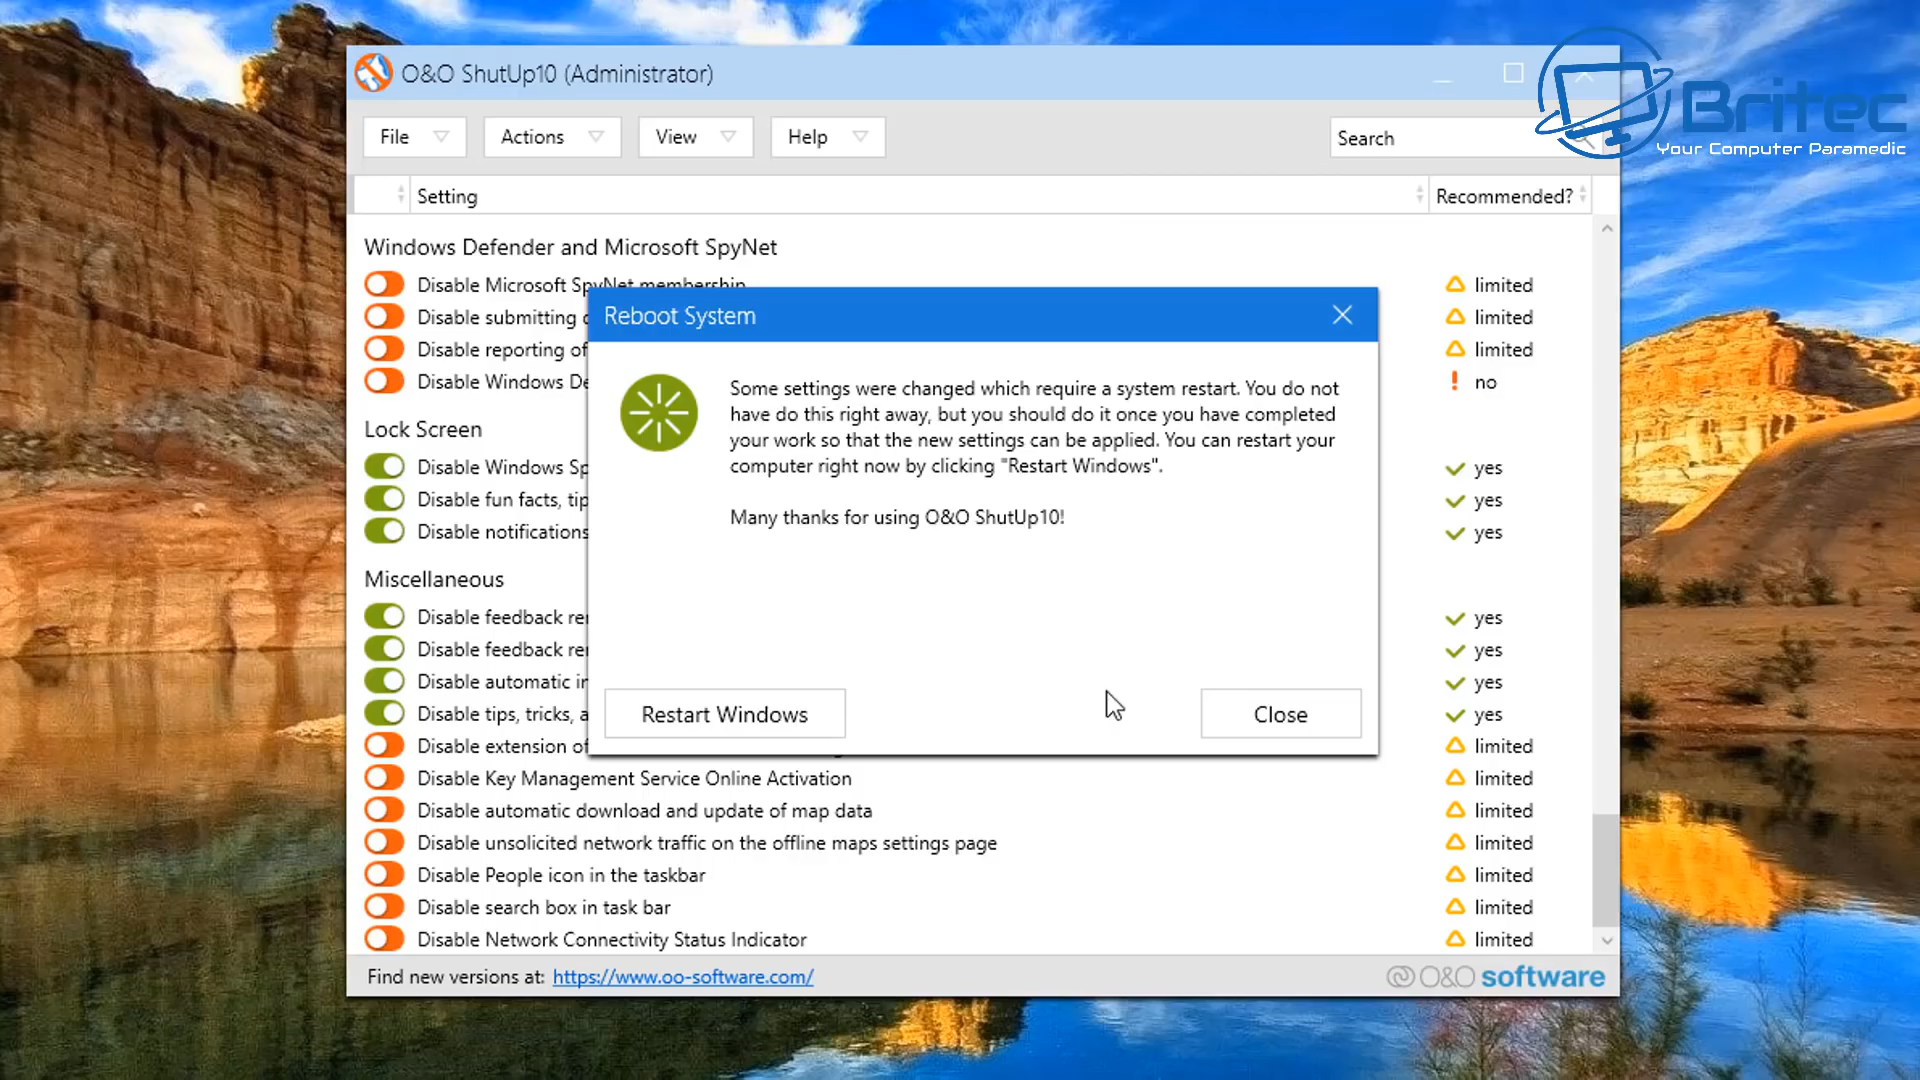 O&O ShutUp10 (Administrator)
Britec
Your Computer Paramedic
File
Actions
View
Help
Search
Setting
Recommended?
Windows Defender and Microsoft SpyNet
Disable Microsoft SpyNet membership
limited
Disable submitting
limited
Disable reporting of
limited
Disable Windows De
no
Reboot System
Some settings were changed which require a system restart. You do not
have do this right away, but you should do it once you have completed
your work so that the new settings can be applied. You can restart your
computer right now by clicking "Restart Windows".
Many thanks for using O&O ShutUp10!
Restart Windows
Close
Lock Screen
Disable Windows Sp
yes
Disable fun facts, tip
yes
Disable notifications
yes
Miscellaneous
Disable feedback rei
yes
Disable feedback rei
yes
Disable automatic in
yes
Disable tips, tricks, a
yes
Disable extension of
limited
Disable Key Management Service Online Activation
limited
Disable automatic download and update of map data
limited
Disable unsolicited network traffic on the offline maps settings page
limited
Disable People icon in the taskbar
limited
Disable search box in task bar
limited
Disable Network Connectivity Status Indicator
limited
Find new versions at: https://www.oo-software.com/
O&O software